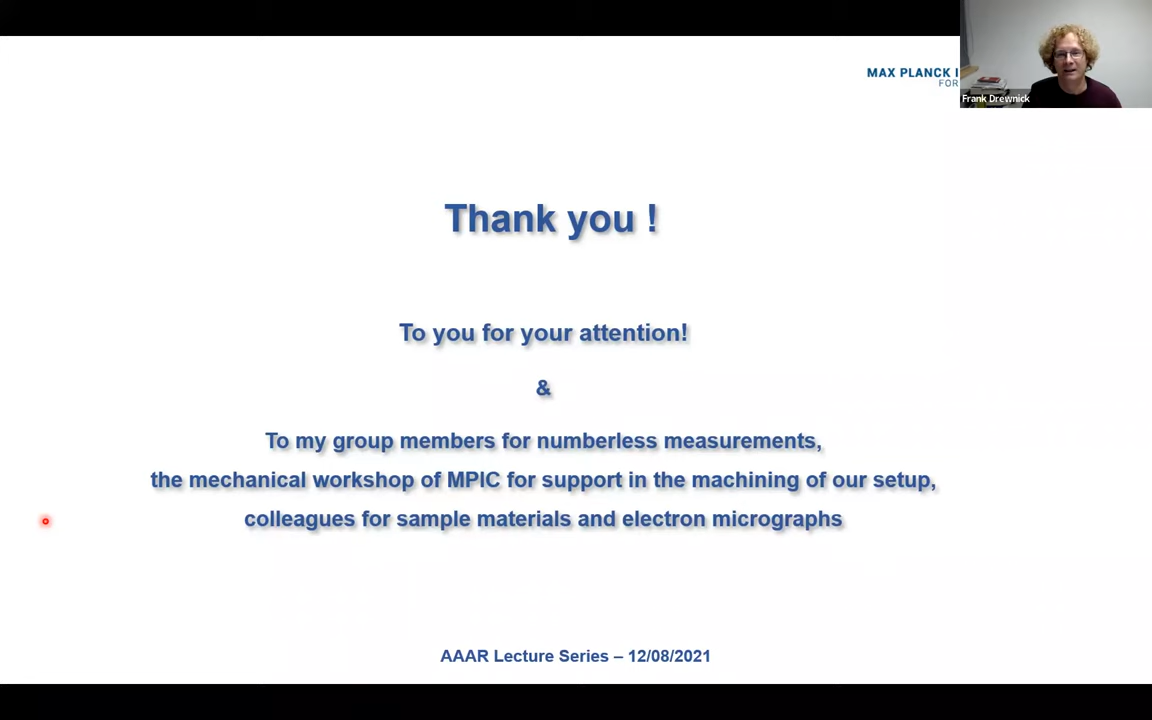 MAX PLANCK I
FOR
Frank Drewnick
Thank you !
To you for your attention!
&
To my group members for numberless measurements,
the mechanical workshop of MPIC for support in the machining of our setup,
colleagues for sample materials and electron micrographs
AAAR Lecture Series – 12/08/2021